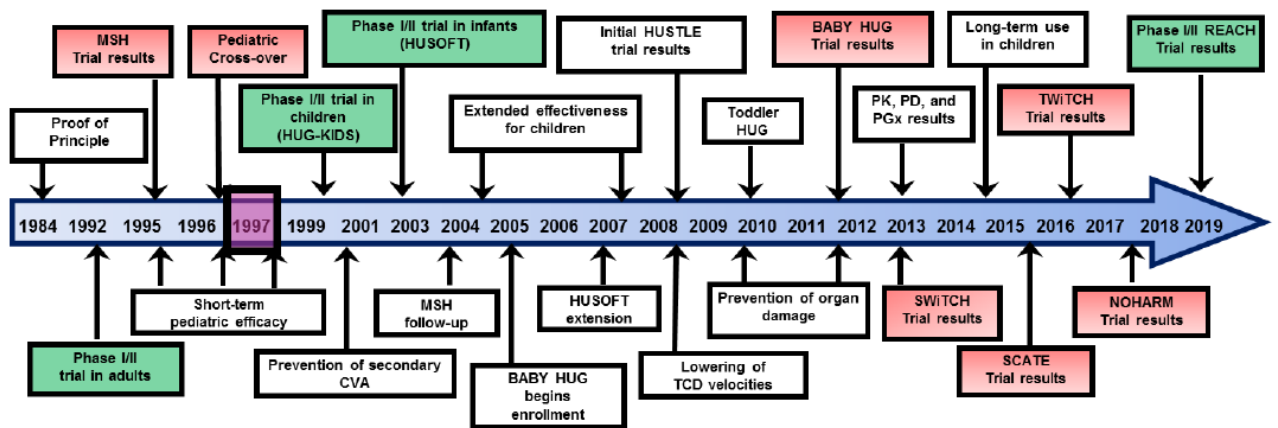 MSH
Trial results
Pediatric
Cross-over
Phase I/II trial in infants
(HUSOFT)
Initial HUSTLE
trial results
BABY HUG
Trial results
Long-term use
in children
Phase I/II REACH
Trial results
Proof of
Principle
Phase I/II trial in
children
(HUG-KIDS)
Extended effectiveness
for children
Toddler
HUG
PK, PD, and
PGx results
TWiTCH
Trial results
1984 1992 1995 1996 1997 1999 2001 2003 2004 2005 2006 2007 2008 2009 2010 2011 2012 2013 2014 2015 2016 2017 2018 2019
Short-term
pediatric efficacy
MSH
follow-up
HUSOFT
extension
Prevention of organ
damage
SWiTCH
Trial results
NOHARM
Trial results
Phase I/II
trial in adults
Prevention of secondary
CVA
BABY HUG
begins
enrollment
Lowering of
TCD velocities
SCATE
Trial results